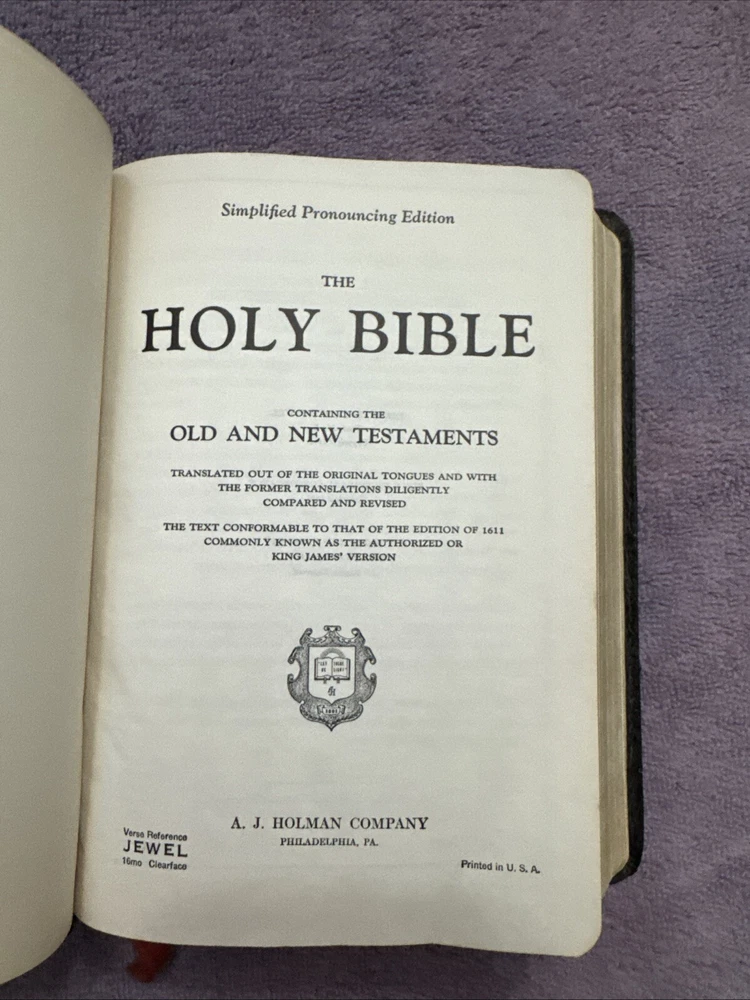 Simplified Pronouncing Edition
THE
HOLY BIBLE
CONTAINING THE
OLD AND NEW TESTAMENTS
TRANSLATED OUT OF THE ORIGINAL TONGUES AND WITH
THE FORMER TRANSLATIONS DILIGENTLY
COMPARED AND REVISED
THE TEXT CONFORMABLE TO THAT OF THE EDITION OF 1611
COMMONLY KNOWN AS THE AUTHORIZED OR
KING JAMES' VERSION
A. J. HOLMAN COMPANY
PHILADELPHIA, PA.
Verse Reference
JEWEL
16mo Clearface
Printed in U. S. A.